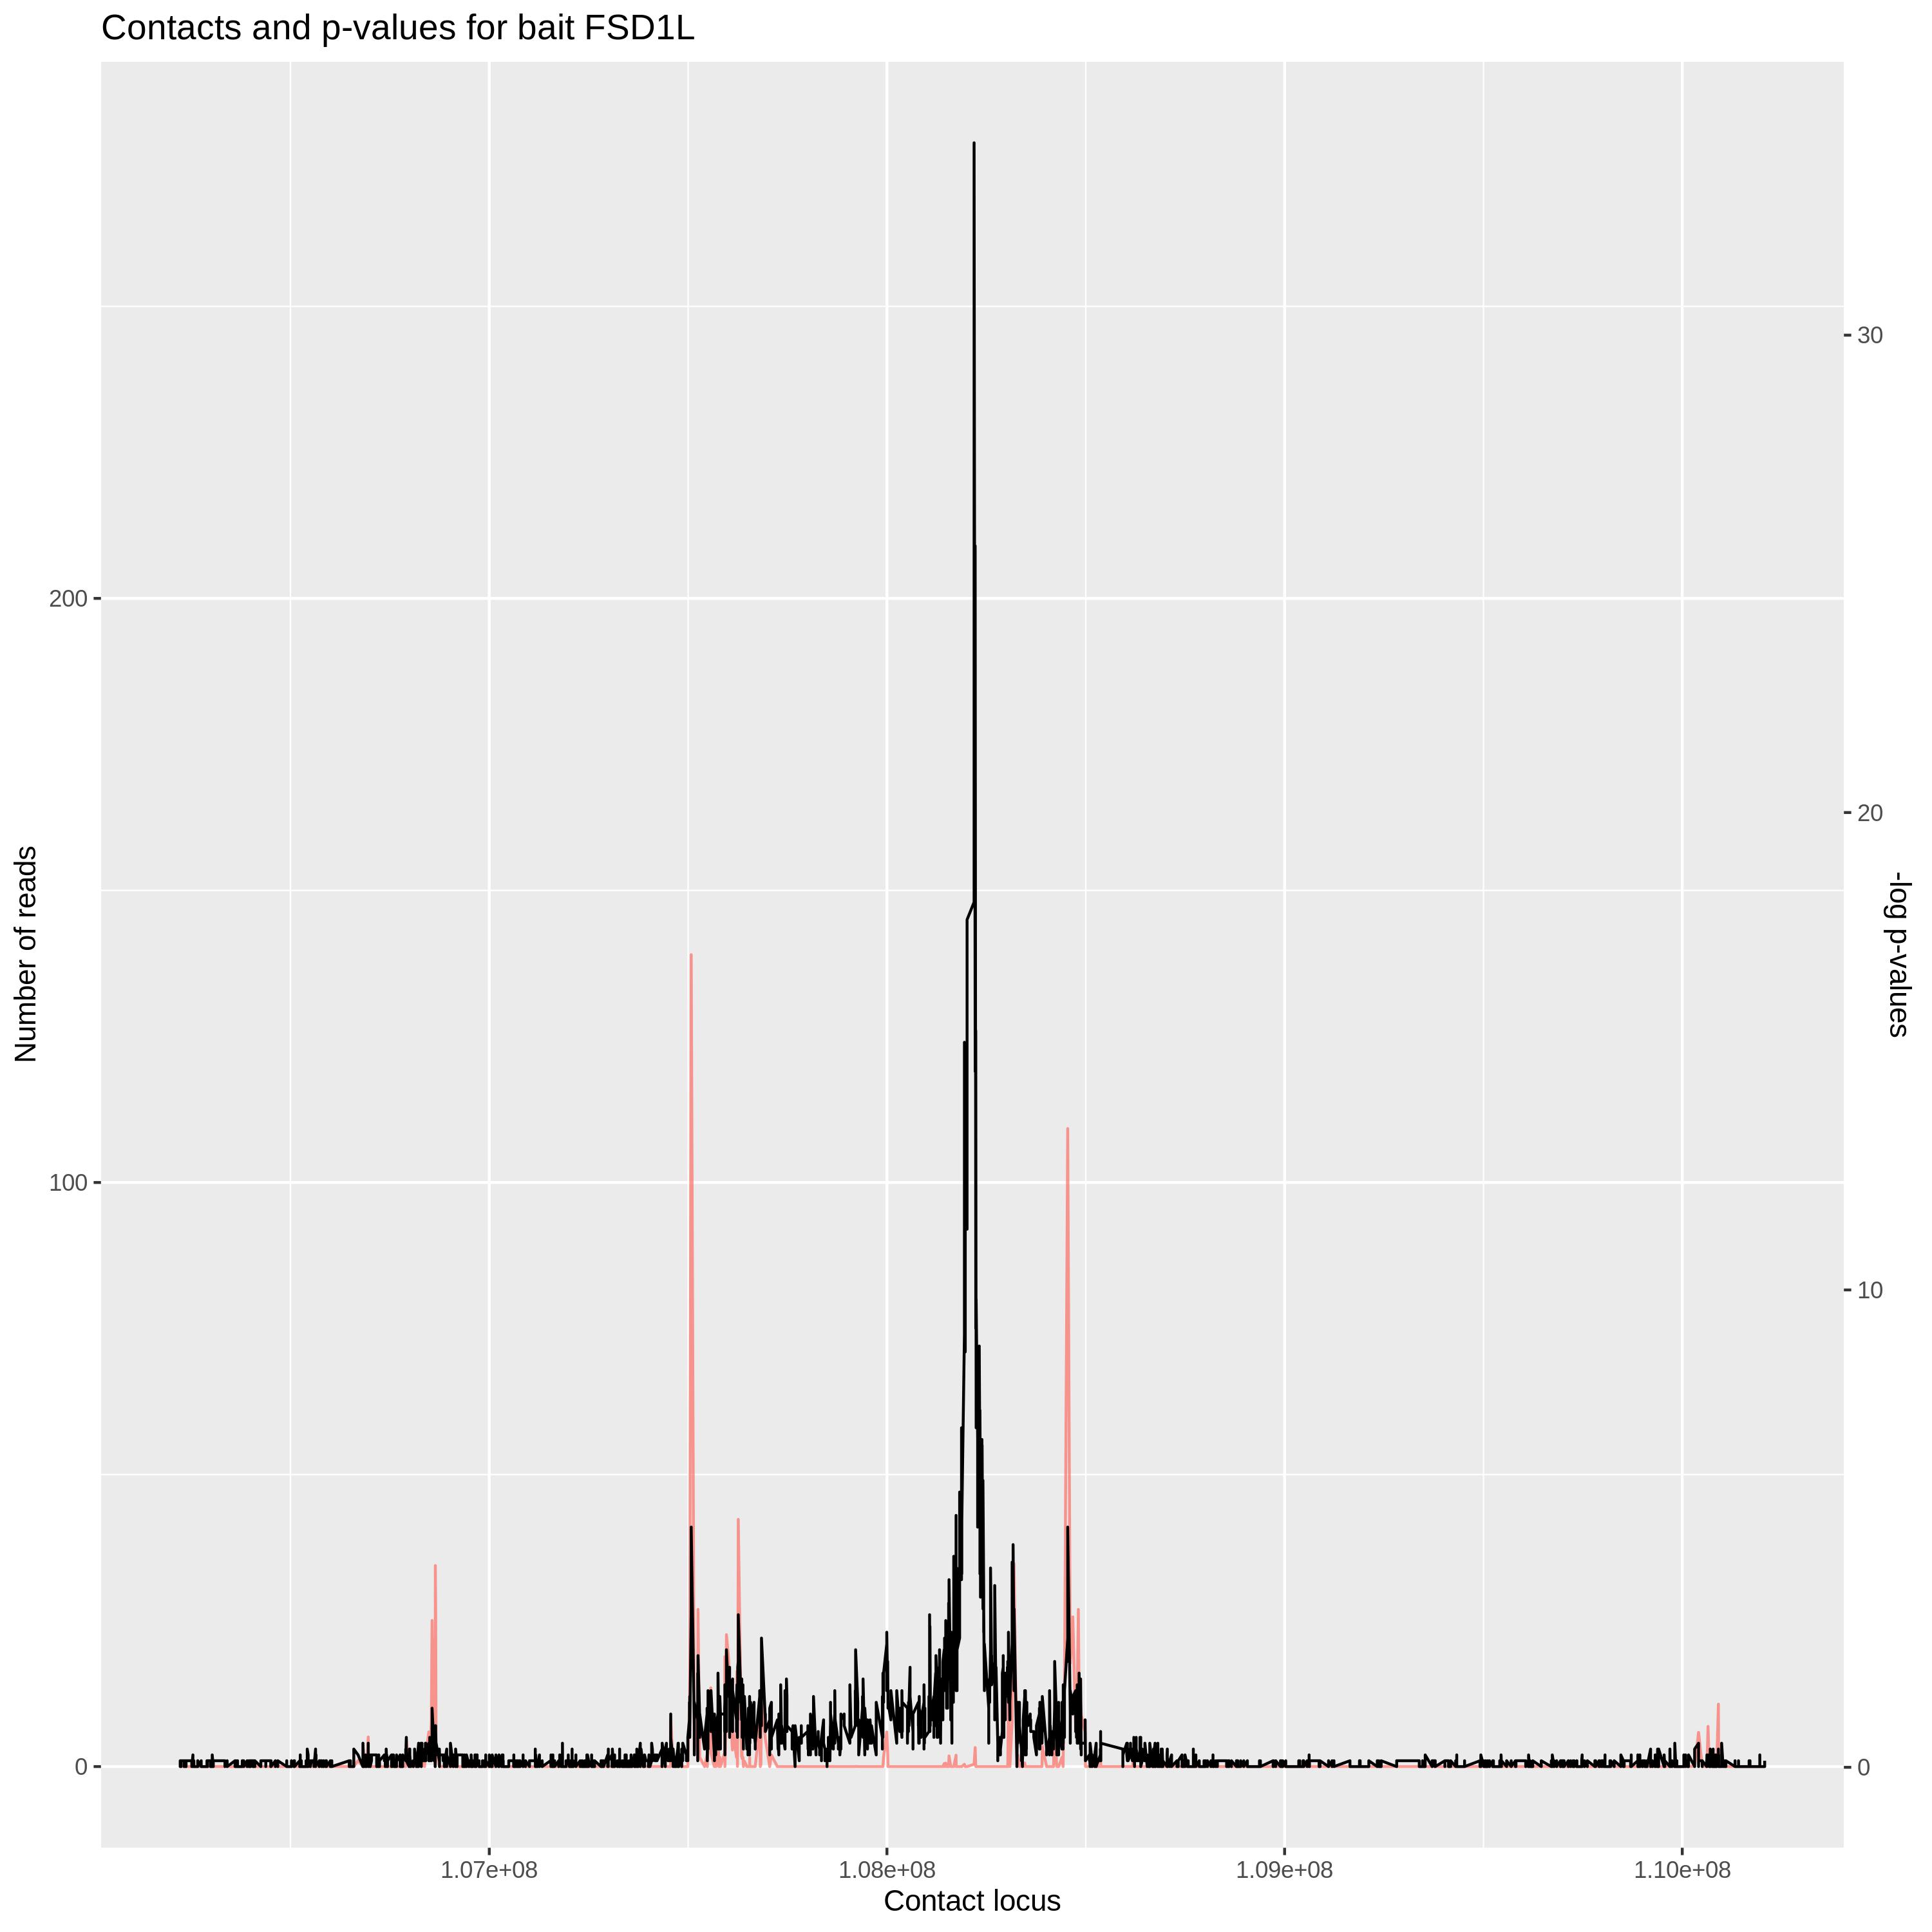 Contacts and p-values for bait FSD1L
Number of reads
200
100
0
30
20
10
0
-log p-values
1.07e+08
1.08e+08
1.09e+08
1.10e+08
Contact locus